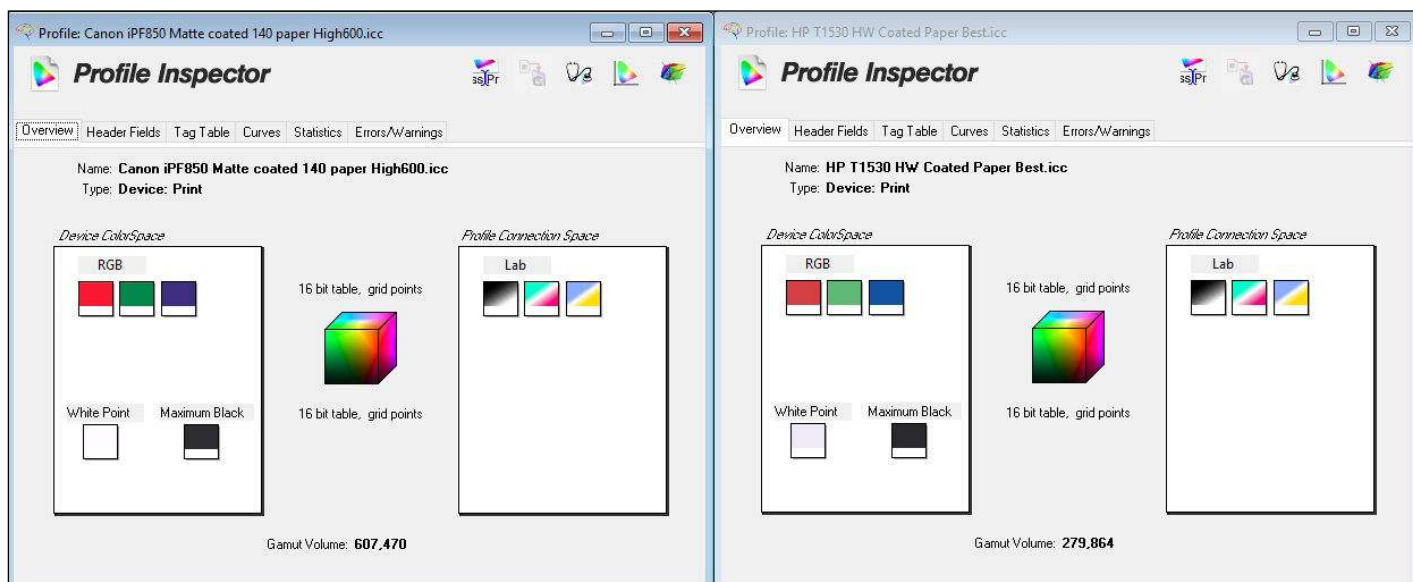 Profile: Canon iPF850 Matte coated 140 paper High600.icc
Profile Inspector
Overview Header Fields Tag Table Curves Statistics Errors/Warnings
Name: Canon iPF850 Matte coated 140 paper High600.icc
Type: Device: Print
Device ColorSpace
Profile Connection Space
RGB
Lab
16 bit table, grid points
White Point
Maximum Black
16 bit table, grid points
Gamut Volume: 607,470
Profile: HP T1530 HW Coated Paper Best.icc
Profile Inspector
Overview Header Fields Tag Table Curves Statistics Errors/Warnings
Name: HP T1530 HW Coated Paper Best.icc
Type: Device: Print
Device ColorSpace
Profile Connection Space
RGB
Lab
16 bit table, grid points
White Point
Maximum Black
16 bit table, grid points
Gamut Volume: 279,864